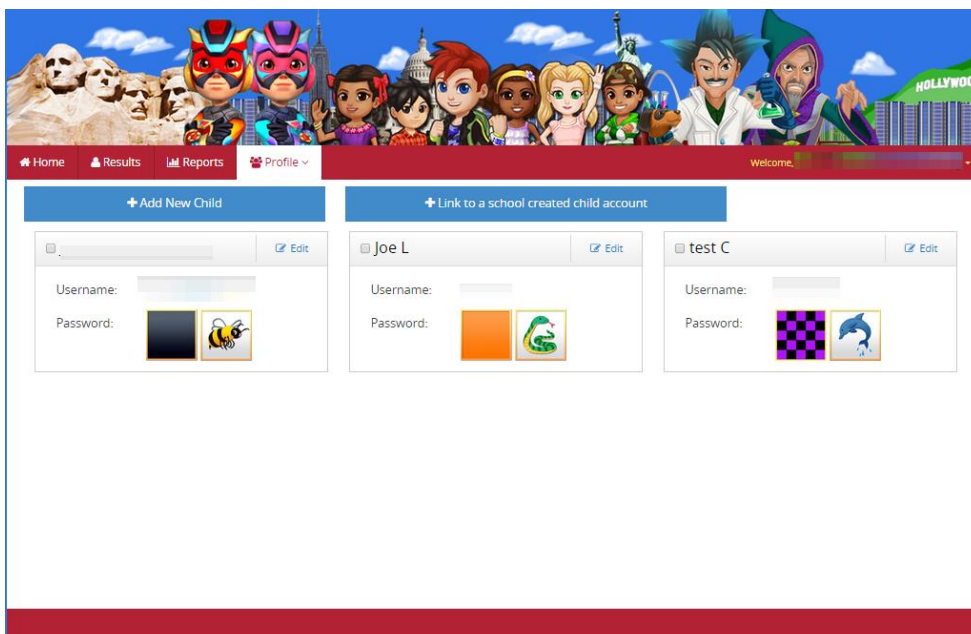 HOLLYWOO
Home Results Reports Profile Welcome,
Add New Child Link to a school created child account
Edit Joe L Edit test C Edit
Username: Username: Username:
Password: Password: Password: